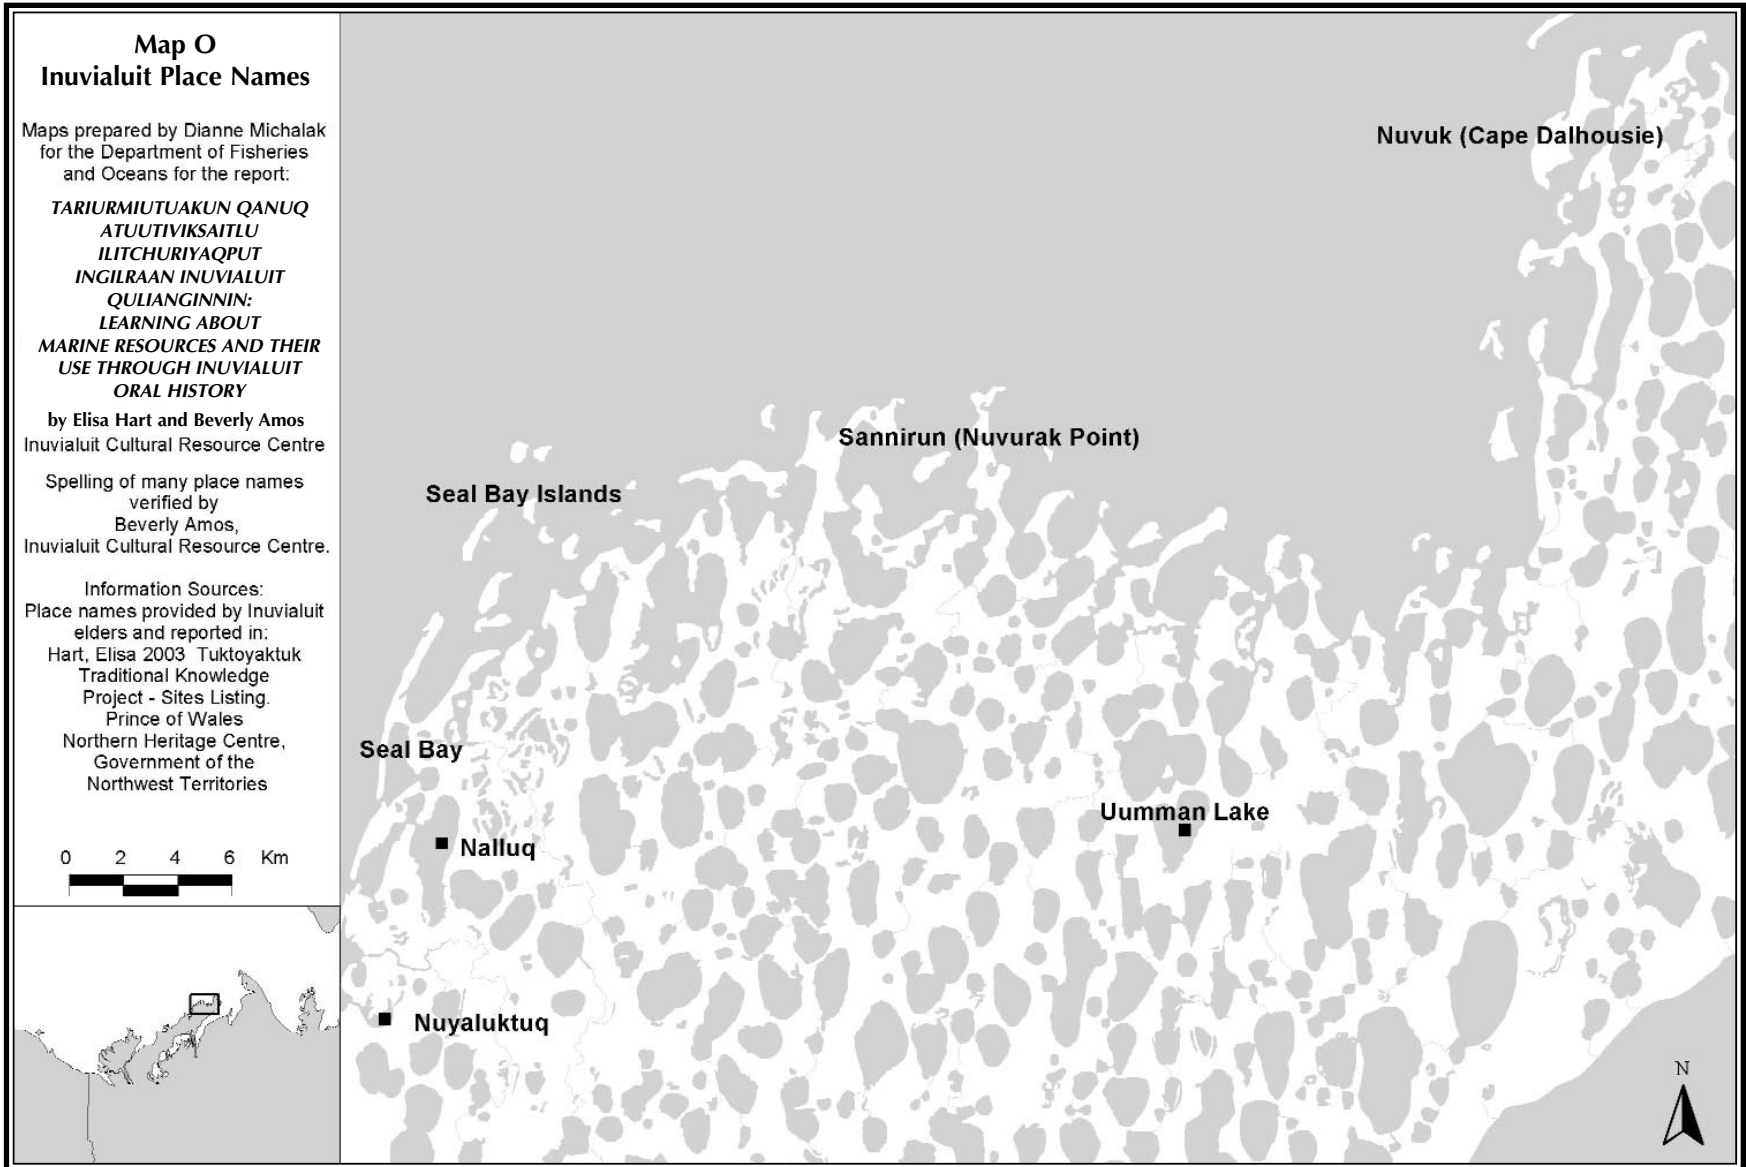 Map O
Inuvialuit Place Names
Maps prepared by Dianne Michalak
for the Department of Fisheries
and Oceans for the report:
TARIURMIUTUAKUN QANUQ
ATUUTIVIKSAITLU
ILITCHURIYAQPUT
INGILRAAN INUVIALUIT
QULIANGINNIN:
LEARNING ABOUT
MARINE RESOURCES AND THEIR
USE THROUGH INUVIALUIT
ORAL HISTORY
by Elisa Hart and Beverly Amos
Inuvialuit Cultural Resource Centre
Spelling of many place names
verified by
Beverly Amos,
Inuvialuit Cultural Resource Centre.
Information Sources:
Place names provided by Inuvialuit
elders and reported in:
Hart, Elisa 2003 Tuktoyaktuk
Traditional Knowledge
Project - Sites Listing.
Prince of Wales
Northern Heritage Centre,
Government of the
Northwest Territories
0 2 4 6 Km
Nuvuk (Cape Dalhousie)
Sannirun (Nuvurak Point)
Seal Bay Islands
Seal Bay
Uumman Lake
Nalluq
Nuyaluktuq
N